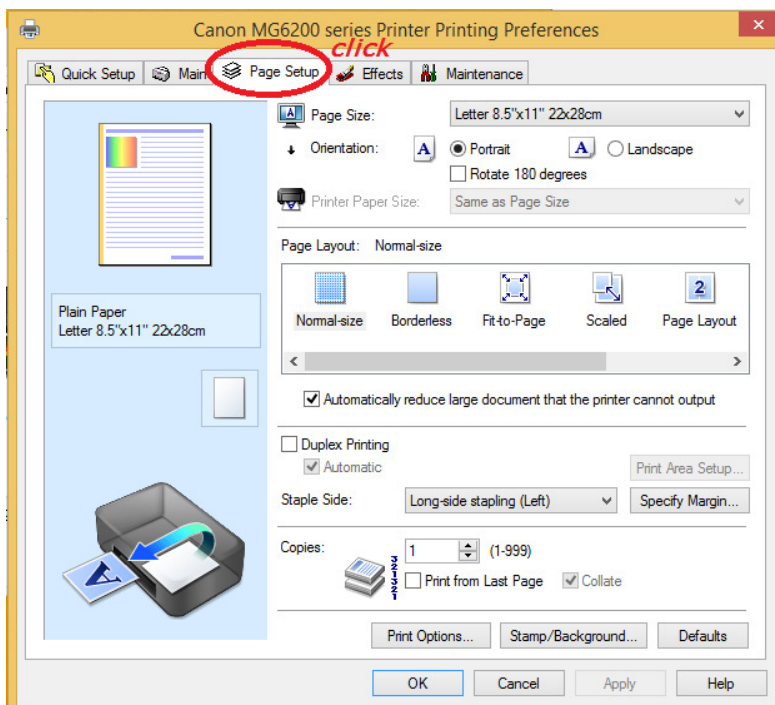 Canon MG6200 series Printer Printing Preferences
click
Quick Setup Main Page Setup Effects Maintenance
Page Size: Letter 8.5"x11" 22x28cm
Orientation: A Portrait A Landscape
Rotate 180 degrees
Printer Paper Size: Same as Page Size
Page Layout: Normal-size
Normal-size Borderless Fit-to-Page Scaled Page Layout
Plain Paper
Letter 8.5"x11" 22x28cm
Automatically reduce large document that the printer cannot output
Duplex Printing
Automatic
Print Area Setup...
Staple Side: Long-side stapling (Left) Specify Margin...
Copies: 1 (1-999)
Print from Last Page Collate
Print Options... Stamp/Background... Defaults
OK Cancel Apply Help